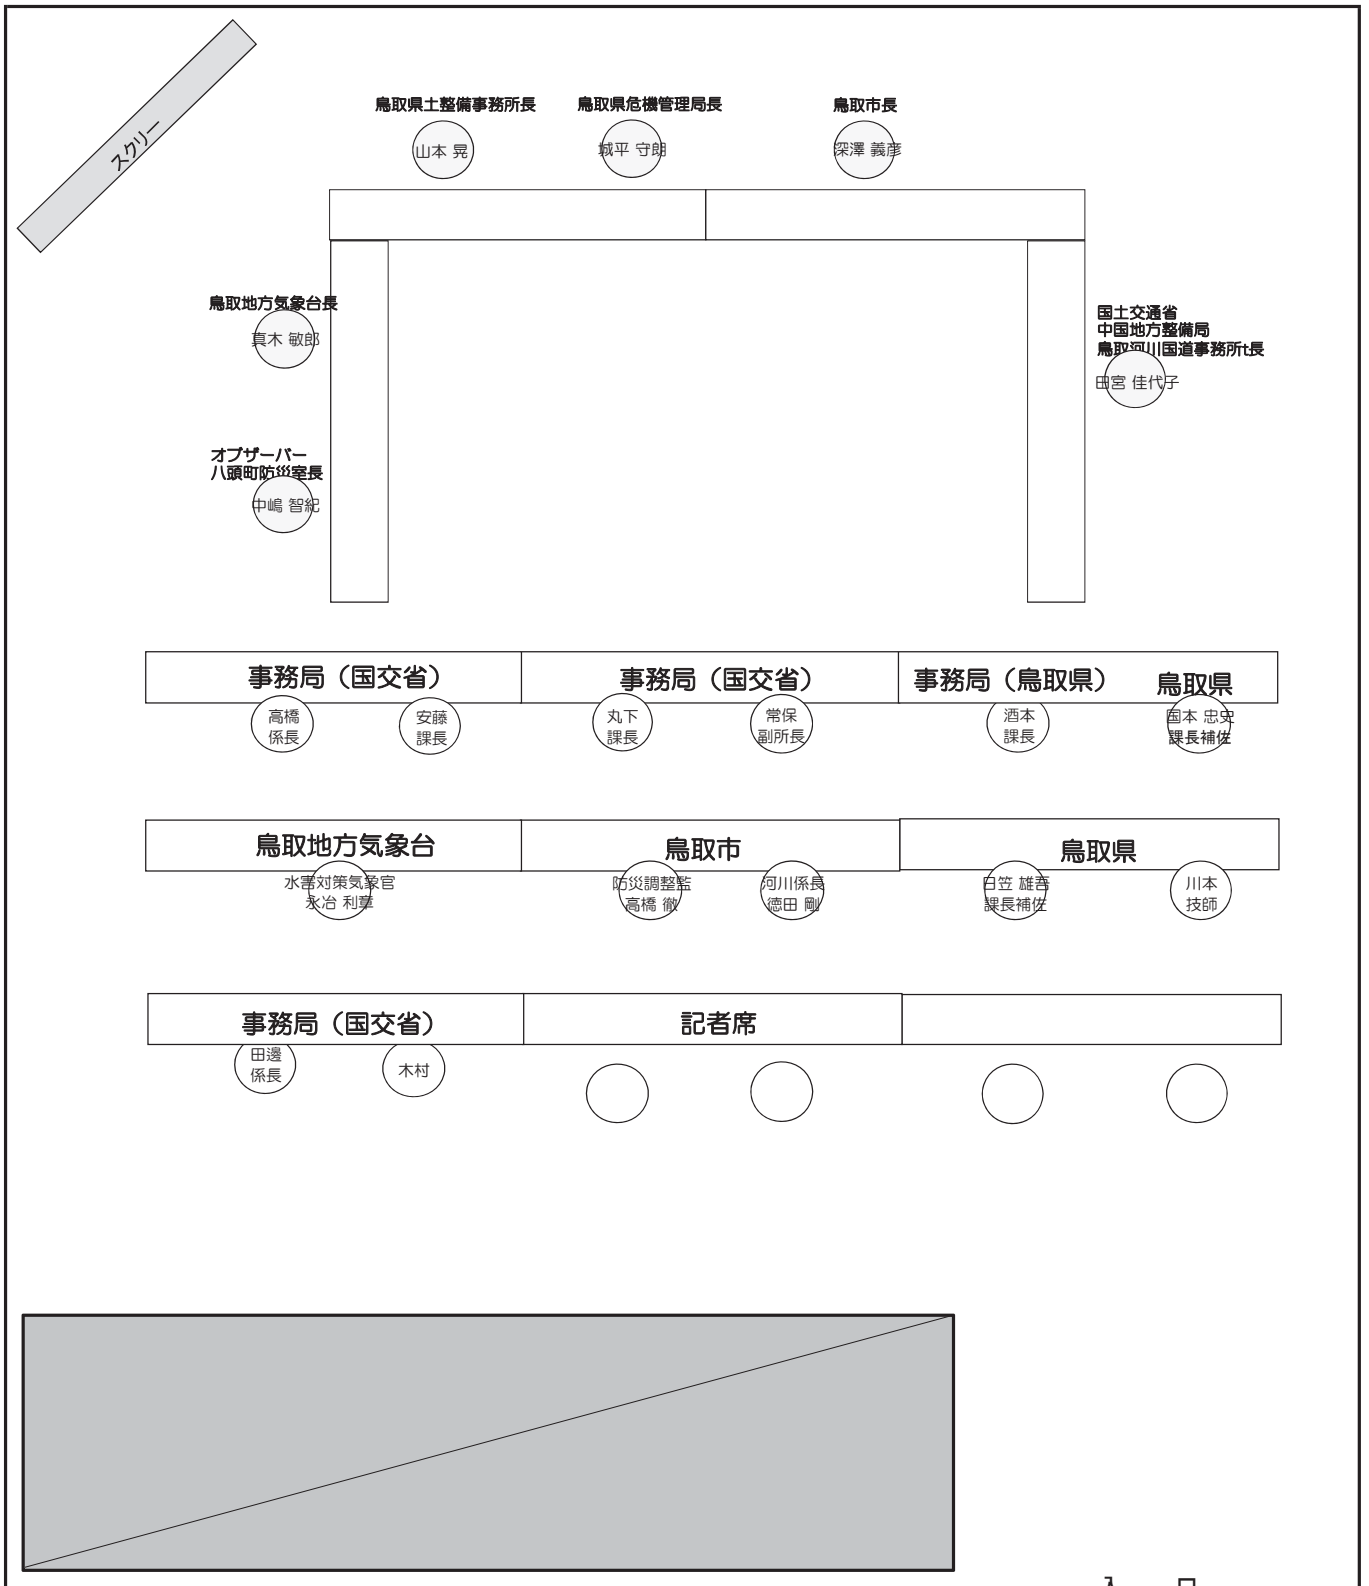 スクリー
鳥取県土整備事務所長
山本 晃
鳥取県危機管理局長
城平 守朗
鳥取市長
深澤 義彦
鳥取地方気象台長
真木 敏郎
国土交通省
中国地方整備局
鳥取河川国道事務所t長
田宮 佳代子
オブザーバー
八頭町防災室長
中嶋 智紀
事務局（国交省）
高橋
係長
安藤
課長
事務局（国交省）
丸下
課長
常保
副所長
事務局（鳥取県）
酒本
課長
鳥取県
国本 忠史
課長補佐
鳥取地方気象台
水害対策気象官
永冶 利章
鳥取市
防災調整監
高橋 徹
河川係長
徳田 剛
鳥取県
日笠 雄吾
課長補佐
川本
技師
事務局（国交省）
田邊
係長
木村
記者席